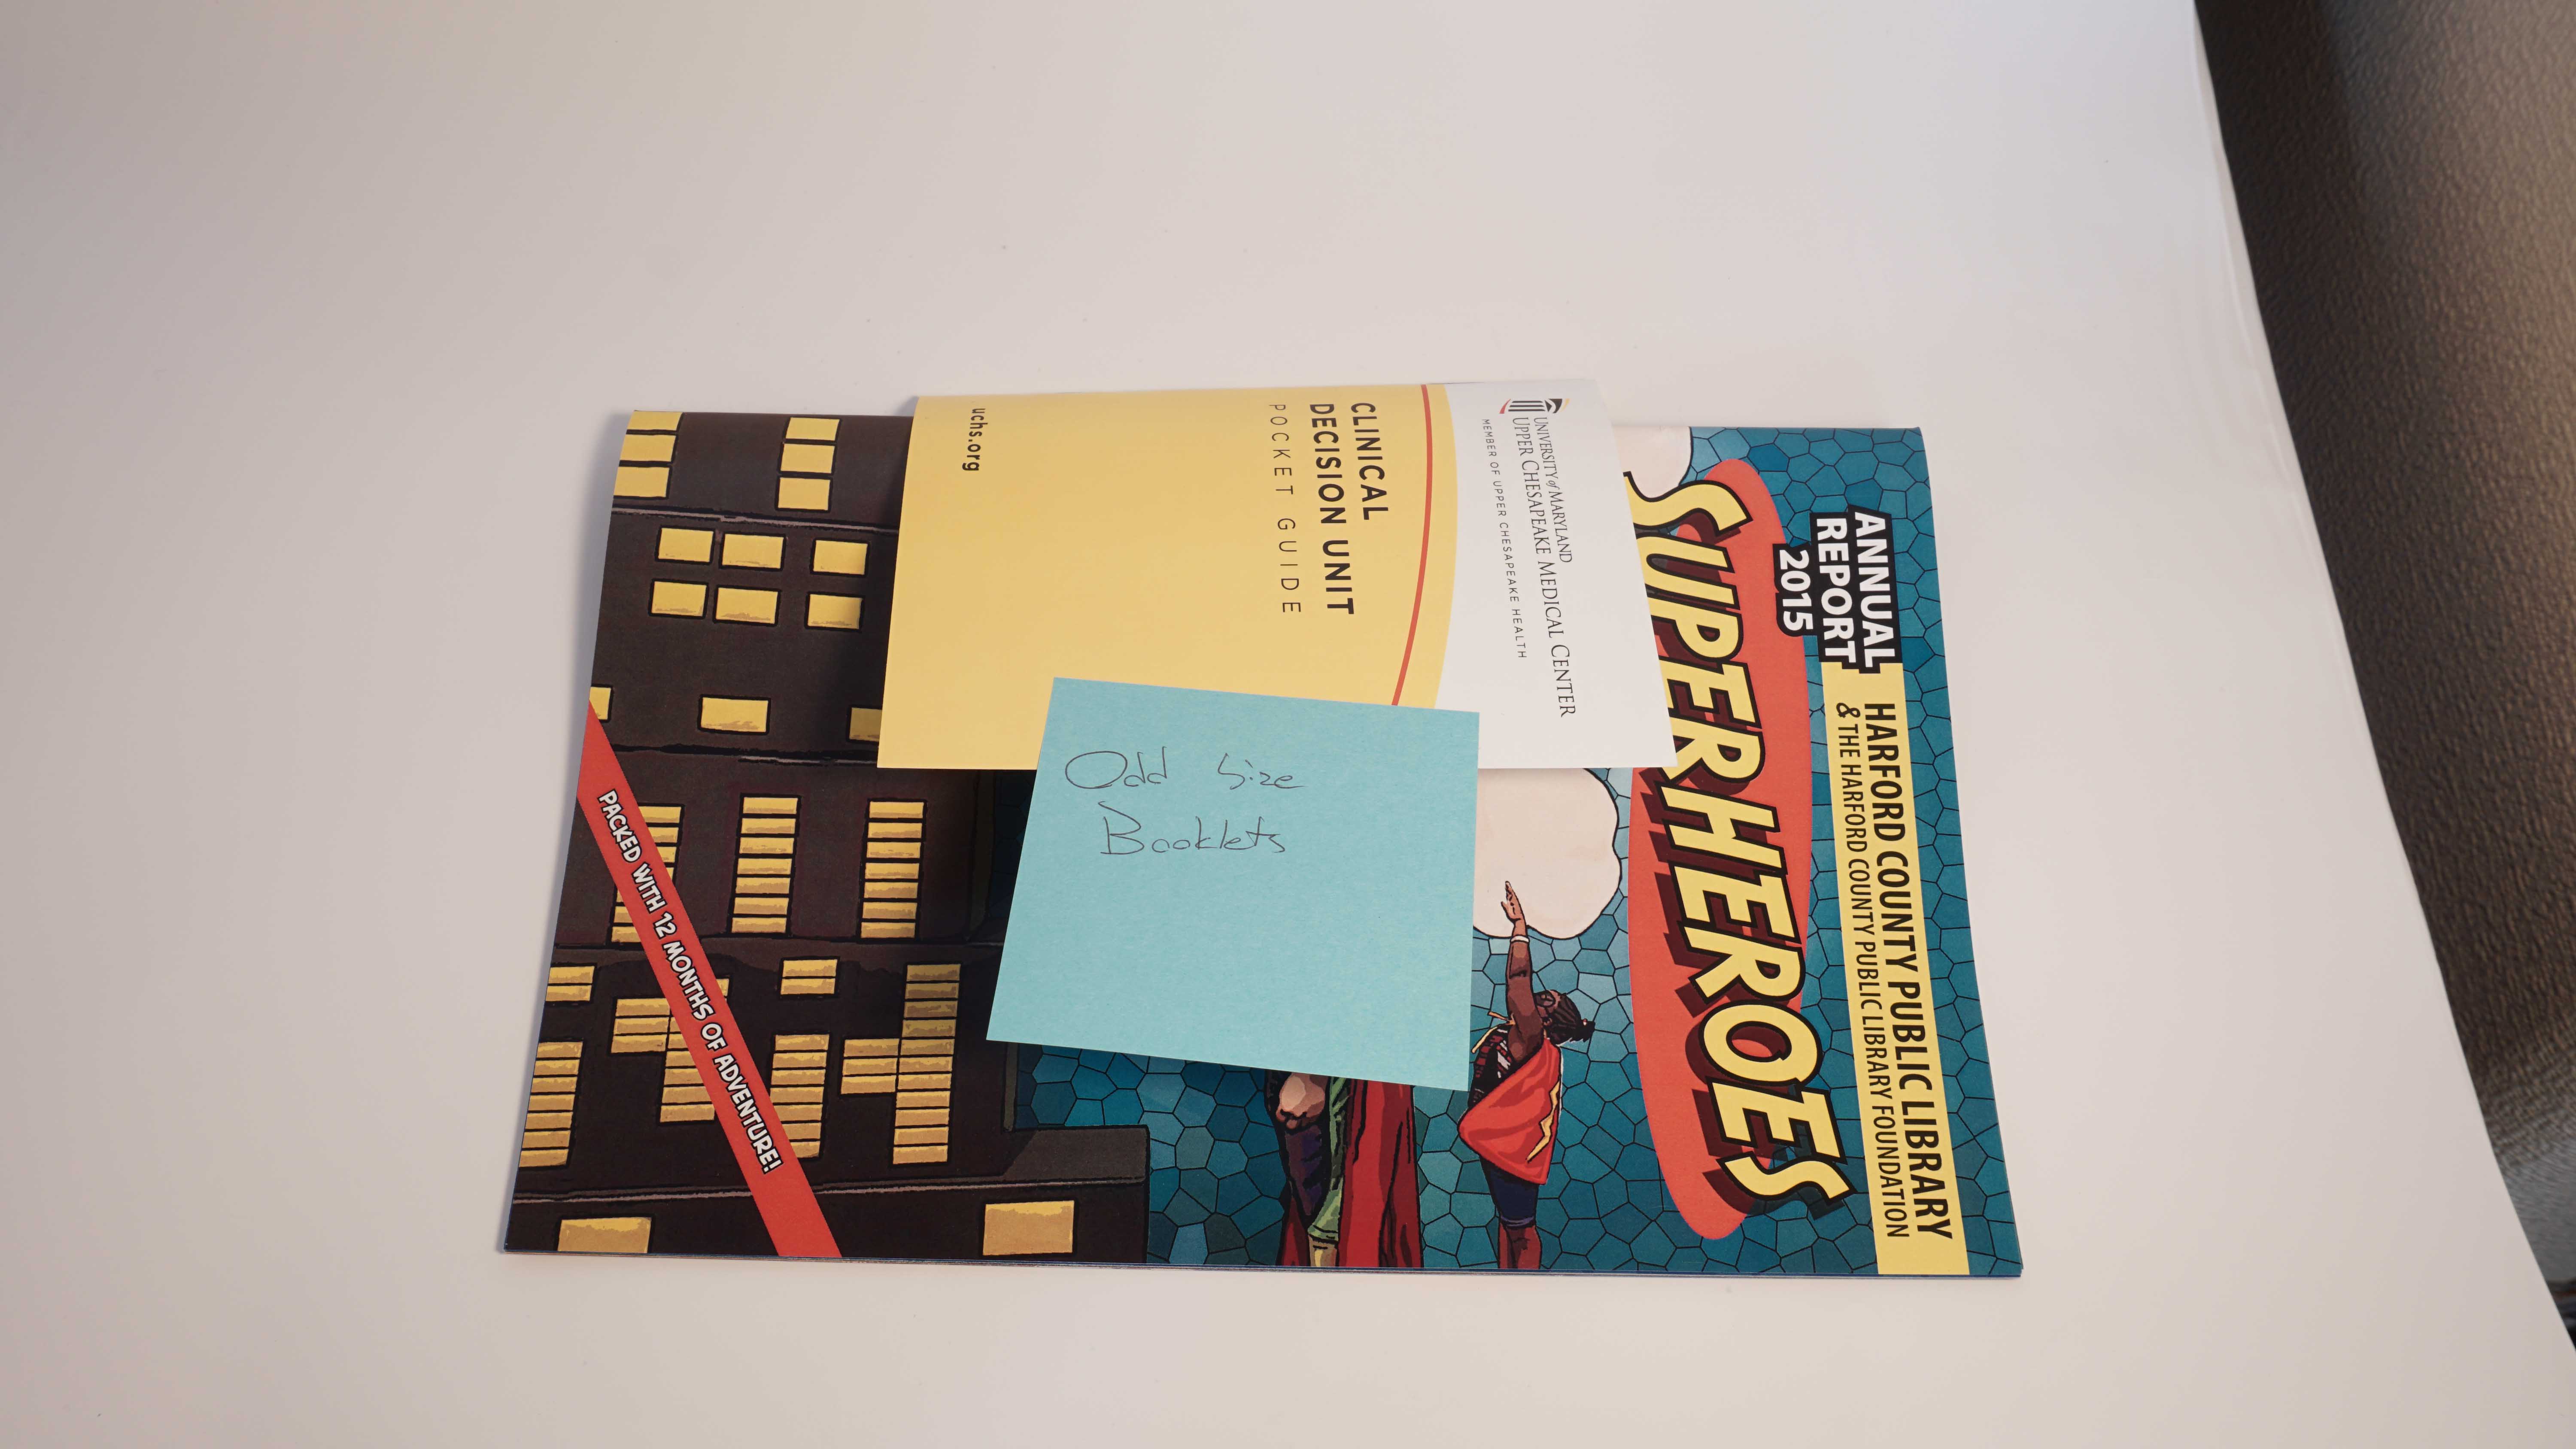 Odd Size
Booklets
UNIVERSITY of MARYLAND
UPPER CHESAPEAKE MEDICAL CENTER
MEMBER OF UPPER CHESAPEAKE HEALTH
CLINICAL
DECISION UNIT
POCKET GUIDE
uchs.org
ANNUAL
REPORT
2015
HARFORD COUNTY PUBLIC LIBRARY
& THE HARFORD COUNTY PUBLIC LIBRARY FOUNDATION
SUPERHEROES
PACKED WITH 12 MONTHS OF ADVENTURE!